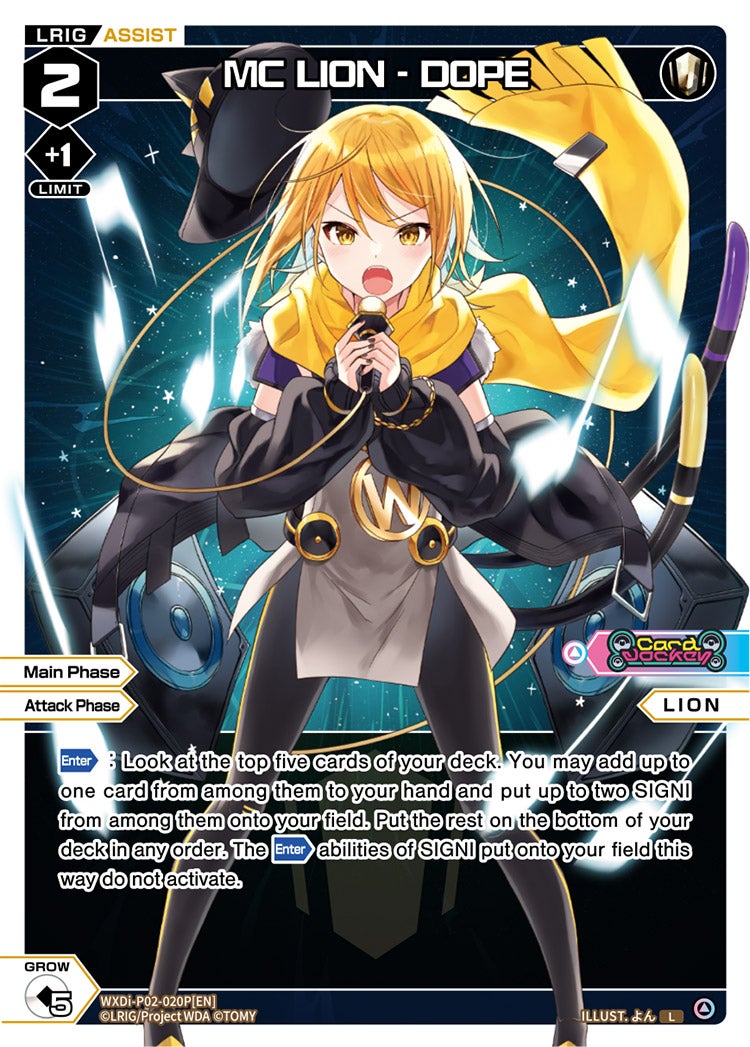 LRIG ASSIST
2
MC LION - DOPE
+1
LIMIT
W
Card Jockey
Main Phase
Attack Phase
LION
Enter : Look at the top five cards of your deck. You may add up to
one card from among them to your hand and put up to two SIGNI
from among them onto your field. Put the rest on the bottom of your
deck in any order. The Enter abilities of SIGNI put onto your field this
way do not activate.
GROW
5
WXDi-P02-020P[EN]
©LRIG/Project WDA ©TOMY
ILLUST. よん L